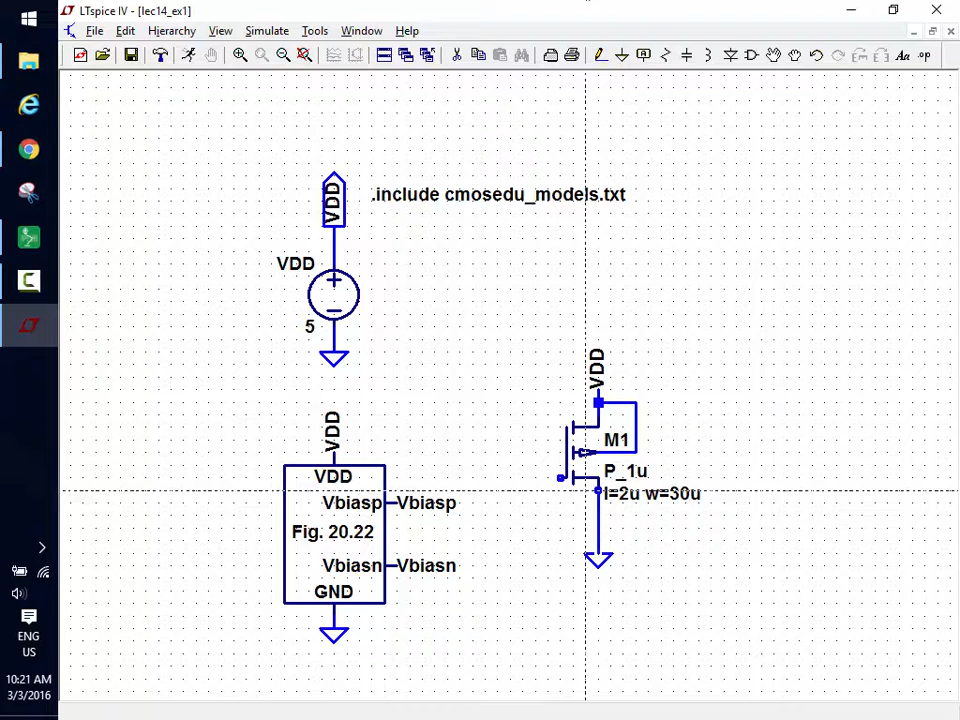 LTspice IV - [lec14_ex1]
File Edit Hierarchy View Simulate Tools Window Help
Aa .op
VDD
.include cmosedu_models.txt
VDD
5
VDD
VDD
VDD
M1
P_1u
l=2u w=30u
Vbiasp Vbiasp
Fig. 20.22
Vbiasn Vbiasn
GND
ENG
US
10:21 AM
3/3/2016